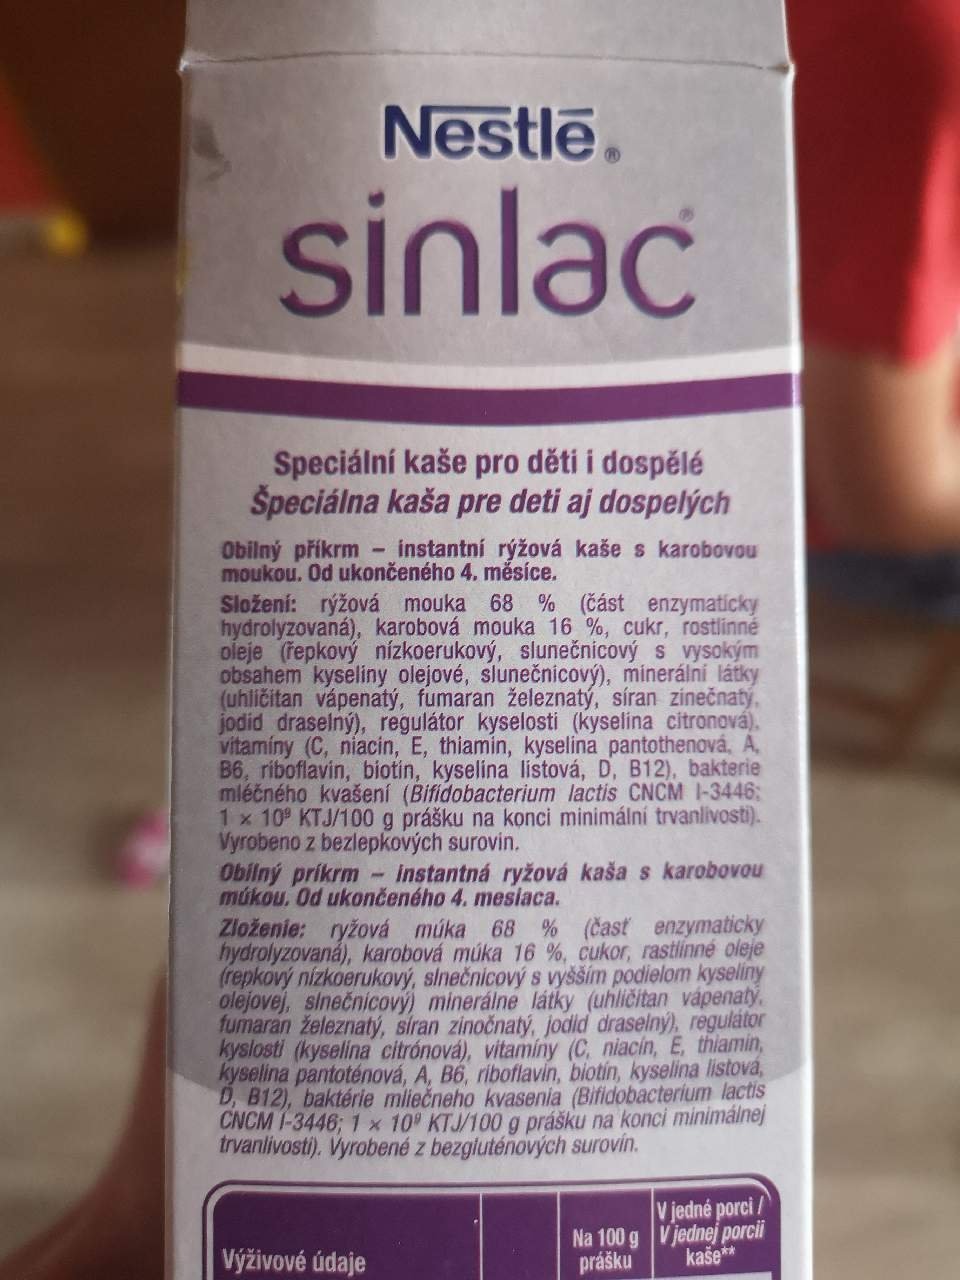 Nestlé®
sinlac®
Speciální kaše pro děti i dospělé
Špeciálna kaša pre deti aj dospelých
Obilný příkrm – instantní rýžová kaše s karobovou
moukou. Od ukončeného 4. měsíce.
Složení: rýžová mouka 68 % (část enzymaticky
hydrolyzovaná), karobová mouka 16 %, cukr, rostlinné
oleje (řepkový nízkoerukový, slunečnicový s vysokým
obsahem kyseliny olejové, slunečnicový), minerální látky
(uhličitan vápenatý, fumaran železnatý, síran zinečnatý,
jodid draselný), regulátor kyselosti (kyselina citronová),
vitamíny (C, niacin, E, thiamin, kyselina pantothenová, A,
B6, riboflavin, biotin, kyselina listová, D, B12), bakterie
mléčného kvašení (Bifidobacterium lactis CNCM I-3446;
1 × 10⁹ KTJ/100 g prášku na konci minimální trvanlivosti).
Vyrobeno z bezlepkových surovin.
Obilný príkrm – instantná ryžová kaša s karobovou
múkou. Od ukončeného 4. mesiaca.
Zloženie: ryžová múka 68 % (časť enzymaticky
hydrolyzovaná), karobová múka 16 %, cukor, rastlinné oleje
(repkový nízkoerukový, slnečnicový s vyšším podielom kyseliny
olejovej, slnečnicový) minerálne látky (uhličitan vápenatý,
fumaran železnatý, síran zinočnatý, jodid draselný), regulátor
kyslosti (kyselina citrónová), vitamíny (C, niacín, E, thiamin,
kyselina pantoténová, A, B6, riboflavín, biotín, kyselina listová,
D, B12), baktérie mliečneho kvasenia (Bifidobacterium lactis
CNCM I-3446; 1 × 10⁹ KTJ/100 g prášku na konci minimálnej
trvanlivosti). Vyrobené z bezgluténových surovín.
V jedné porci /
Na 100 g V jednej porcii
Výživové údaje prášku kaše**